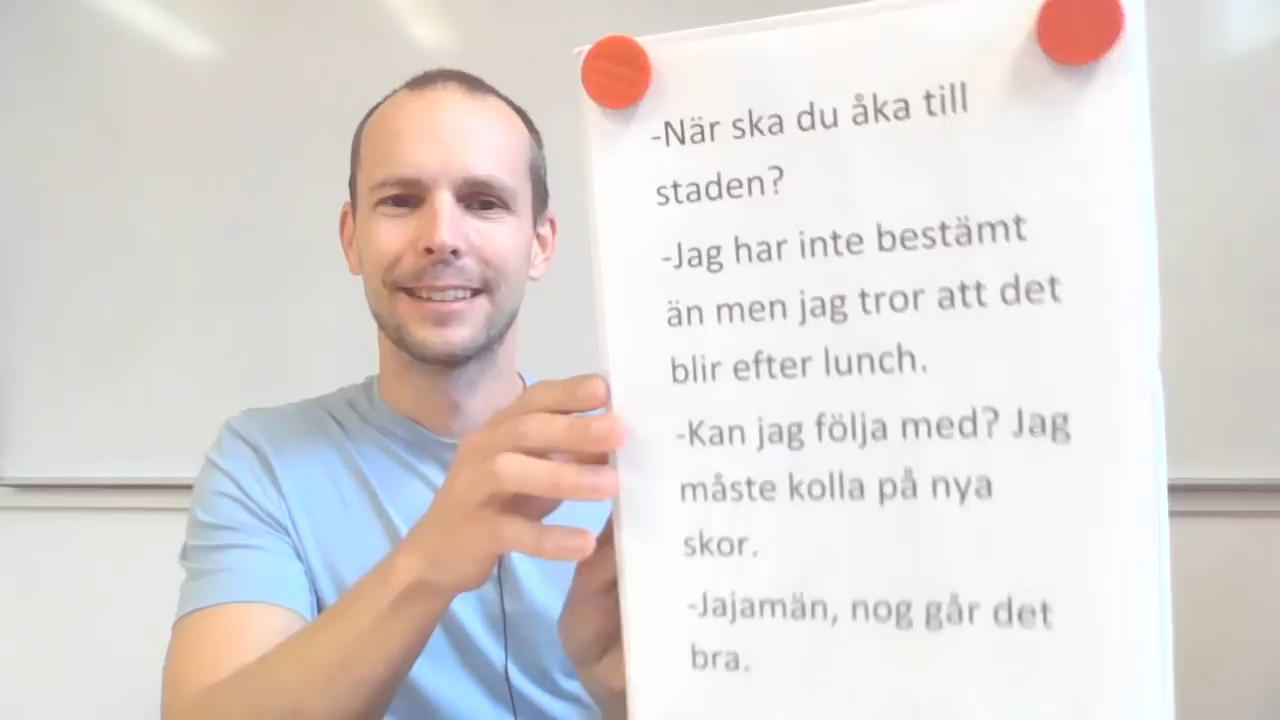 -När ska du åka till
staden?
-Jag har inte bestämt
än men jag tror att det
blir efter lunch.
-Kan jag följa med? Jag
måste kolla på nya
skor.
-Jajamän, nog går det
bra.